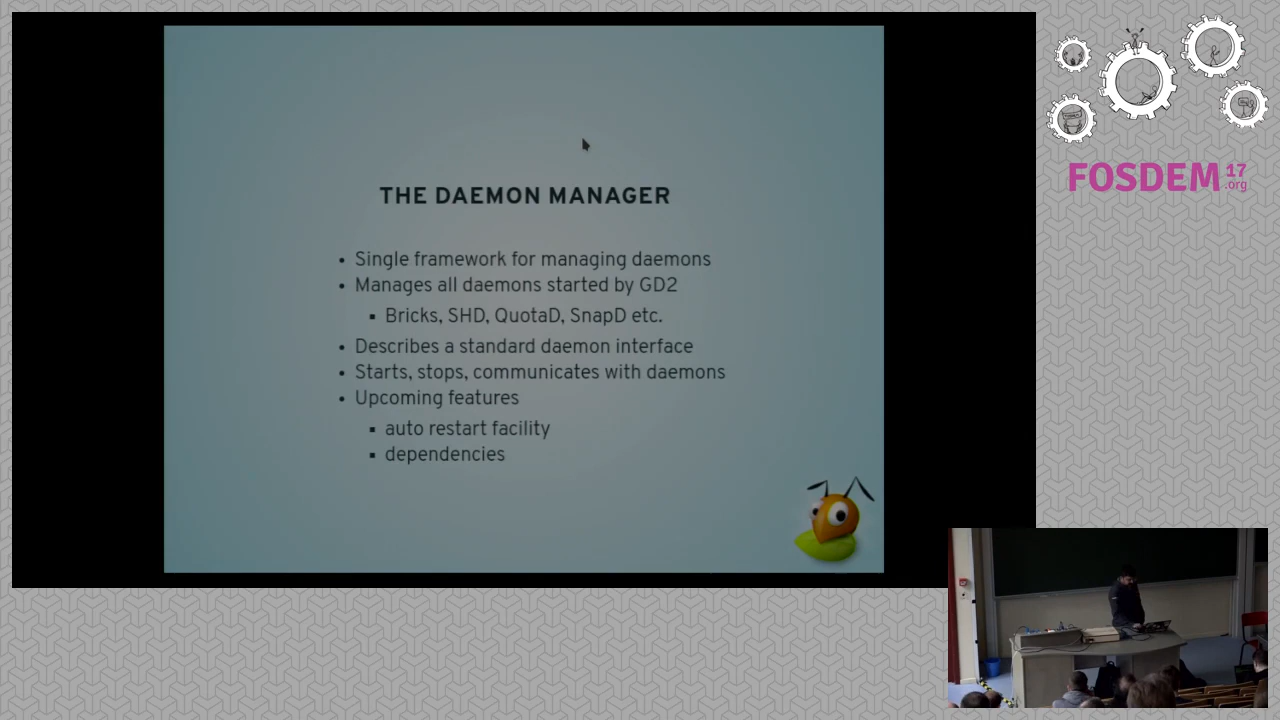 THE DAEMON MANAGER
• Single framework for managing daemons
• Manages all daemons started by GD2
▪ Bricks, SHD, QuotaD, SnapD etc.
• Describes a standard daemon interface
• Starts, stops, communicates with daemons
• Upcoming features
▪ auto restart facility
▪ dependencies
FOSDEM 17
.org